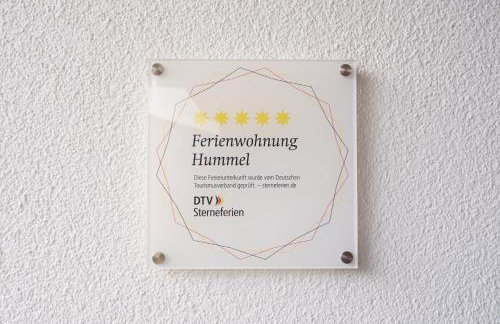 Ferienwohnung
Hummel
Diese Ferienunterkunft wurde vom Deutschen
Tourismusverband geprüft. – sterneferien.de
DTV
Sterneferien